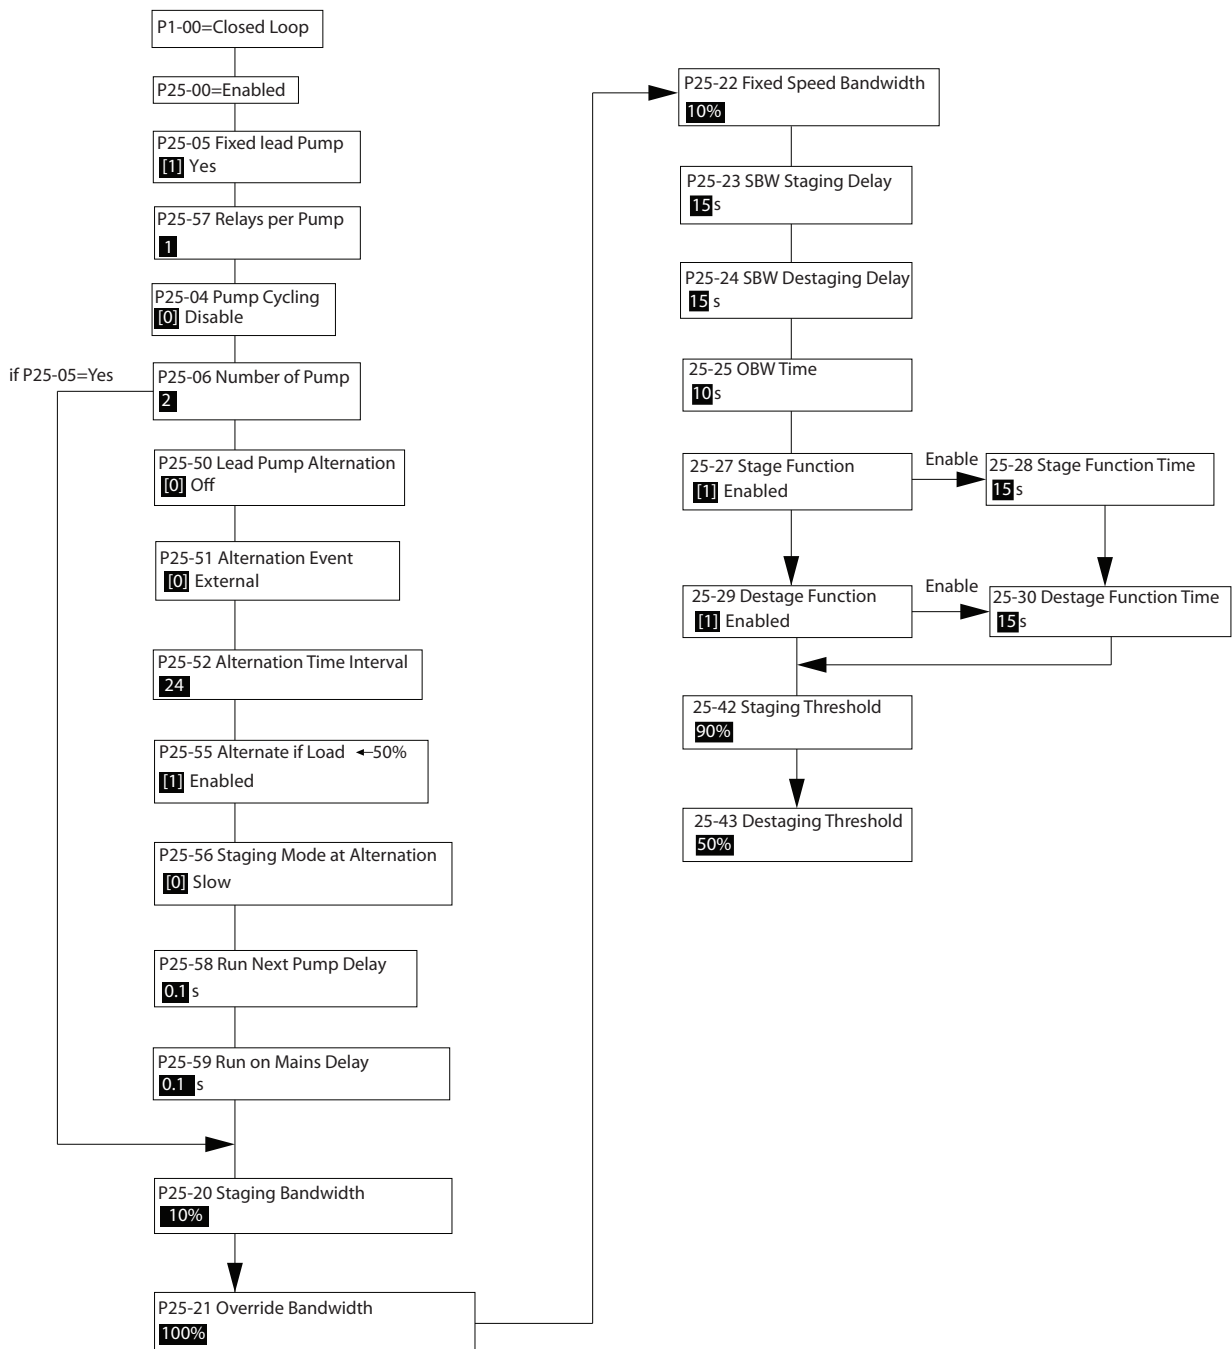 P1-00=Closed Loop
P25-00=Enabled
P25-05 Fixed lead Pump
[1] Yes
P25-57 Relays per Pump
1
P25-04 Pump Cycling
[0] Disable
if P25-05=Yes
P25-06 Number of Pump
2
P25-50 Lead Pump Alternation
[0] Off
P25-51 Alternation Event
[0] External
P25-52 Alternation Time Interval
24
P25-55 Alternate if Load ←50%
[1] Enabled
P25-56 Staging Mode at Alternation
[0] Slow
P25-58 Run Next Pump Delay
0.1 s
P25-59 Run on Mains Delay
0.1 s
P25-20 Staging Bandwidth
10%
P25-21 Override Bandwidth
100%
P25-22 Fixed Speed Bandwidth
10%
P25-23 SBW Staging Delay
15 s
P25-24 SBW Destaging Delay
15 s
25-25 OBW Time
10 s
25-27 Stage Function
[1] Enabled
Enable
25-28 Stage Function Time
15 s
25-29 Destage Function
[1] Enabled
Enable
25-30 Destage Function Time
15 s
25-42 Staging Threshold
90%
25-43 Destaging Threshold
50%